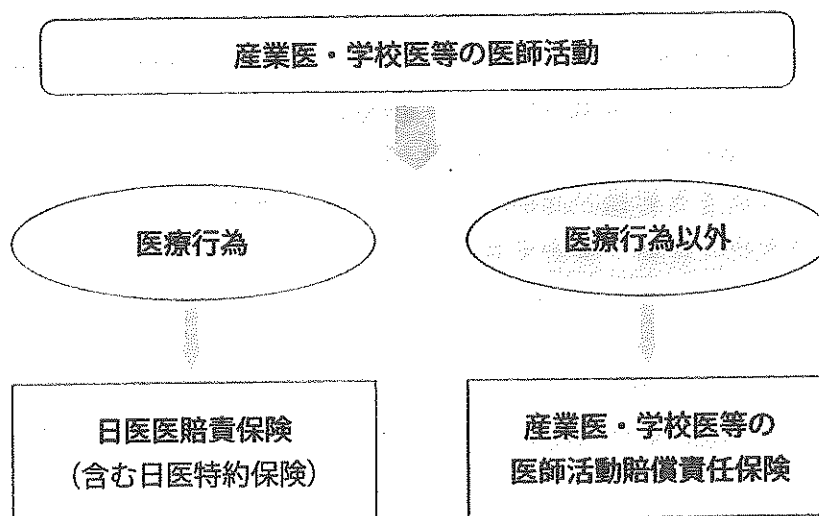 産業医・学校医等の医師活動
医療行為
医療行為以外
日医医賠責保険
(含む日医特約保険)
産業医・学校医等の
医師活動賠償責任保険